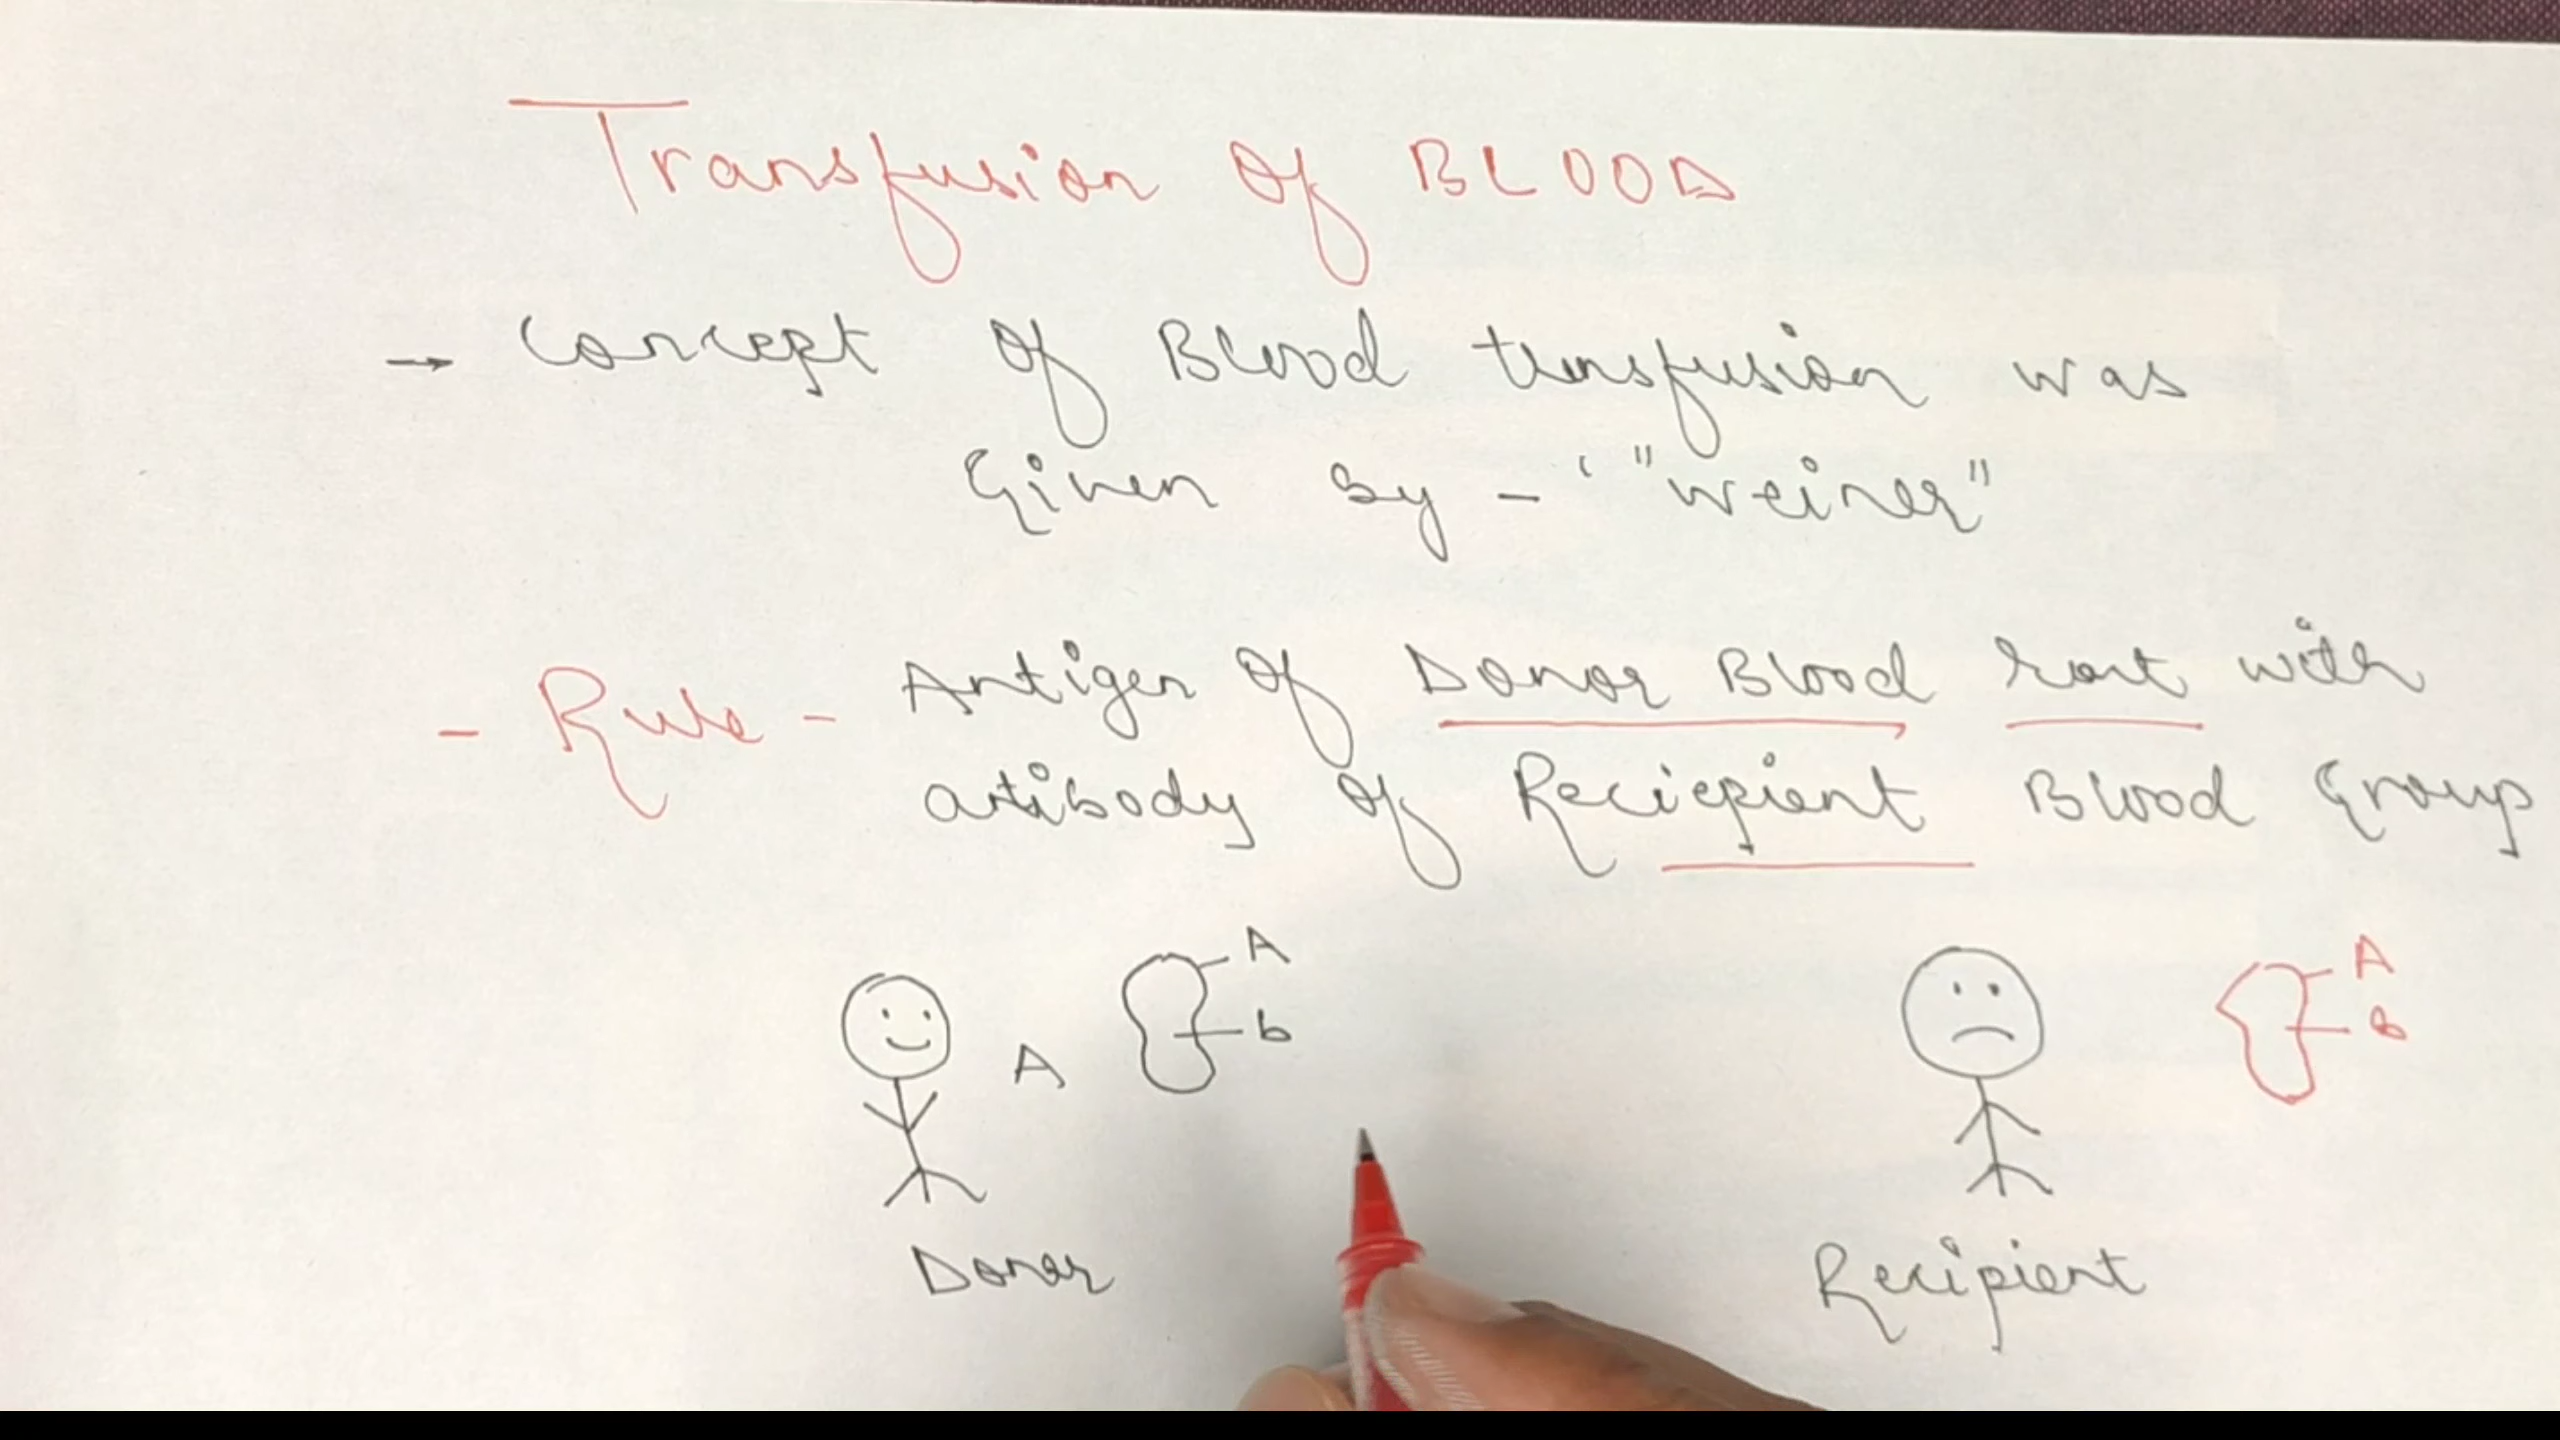 Transfusion Of BLOOD
→ Concept Of Blood transfusion was
Given by - ‘ "Weiner"
- Rule - Antigen Of Donor Blood react with
antibody Of Reciepient Blood Group
A
b
A
Donor
A
B
Recipient